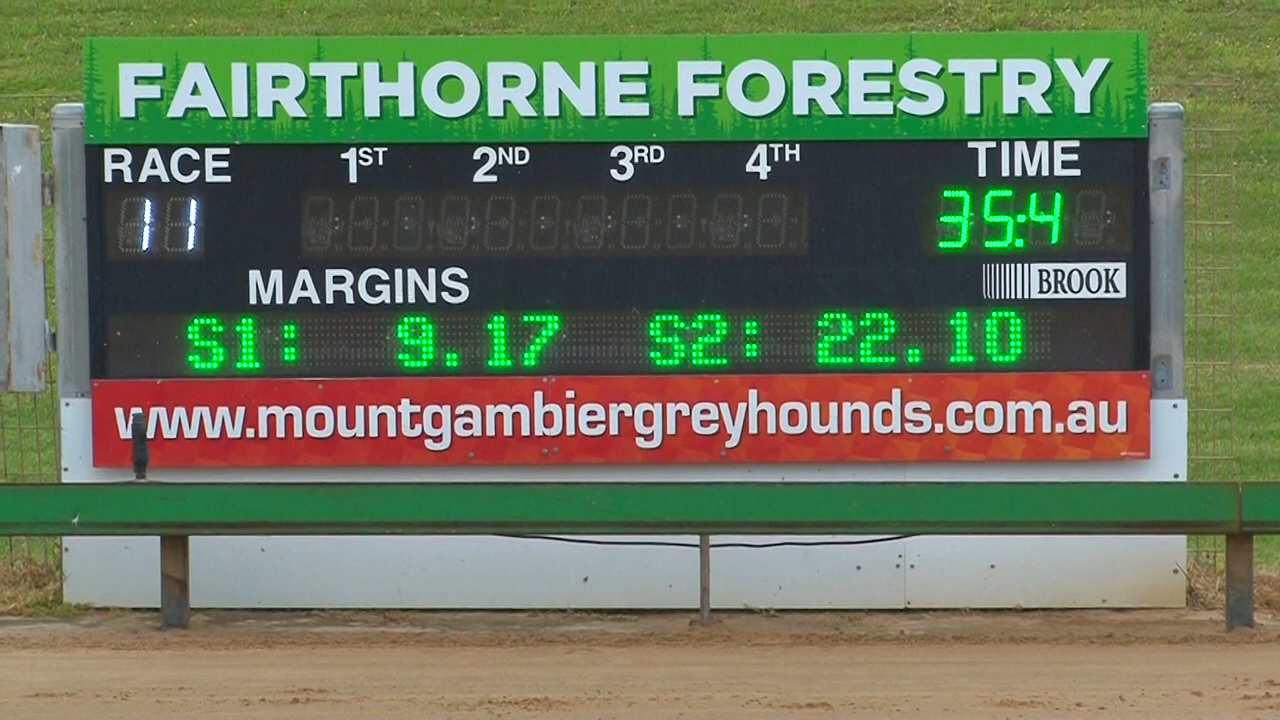 FAIRTHORNE FORESTRY
RACE 1ST 2ND 3RD 4TH TIME
11 35:4
MARGINS BROOK
S1: 9.17 S2: 22.10
www.mountgambiergreyhounds.com.au